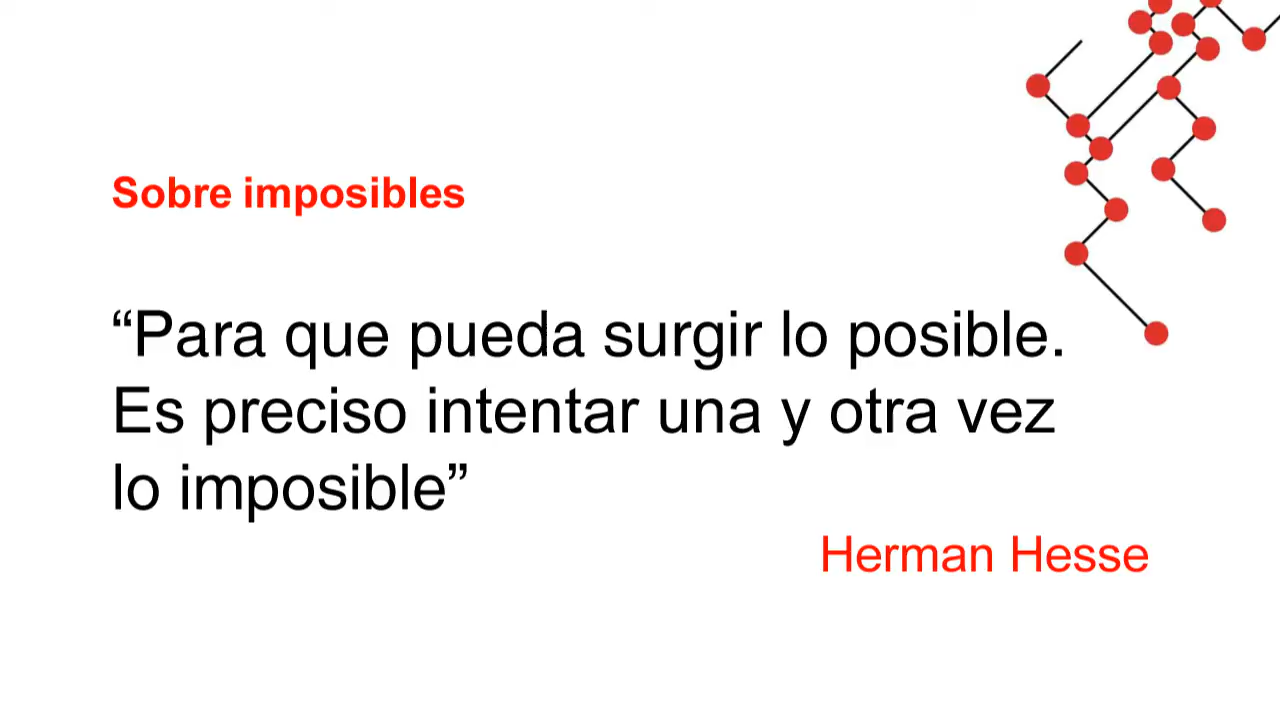 Sobre imposibles
“Para que pueda surgir lo posible.
Es preciso intentar una y otra vez
lo imposible”
Herman Hesse